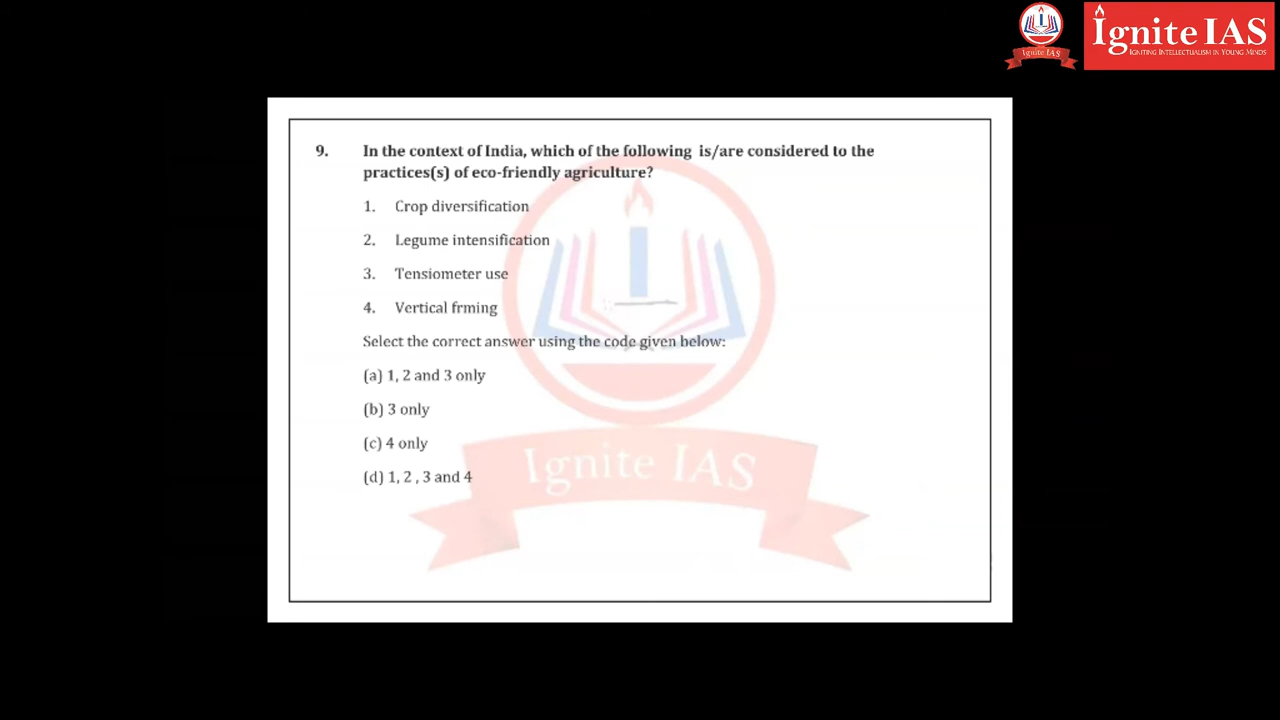 Ignite IAS
Ignite IAS
IGNITING INTELLECTUALISM IN YOUNG MINDS
9. In the context of India, which of the following is/are considered to the
practices(s) of eco-friendly agriculture?
1. Crop diversification
2. Legume intensification
3. Tensiometer use
4. Vertical frming
Select the correct answer using the code given below:
(a) 1, 2 and 3 only
(b) 3 only
(c) 4 only
(d) 1, 2 , 3 and 4
Ignite IAS